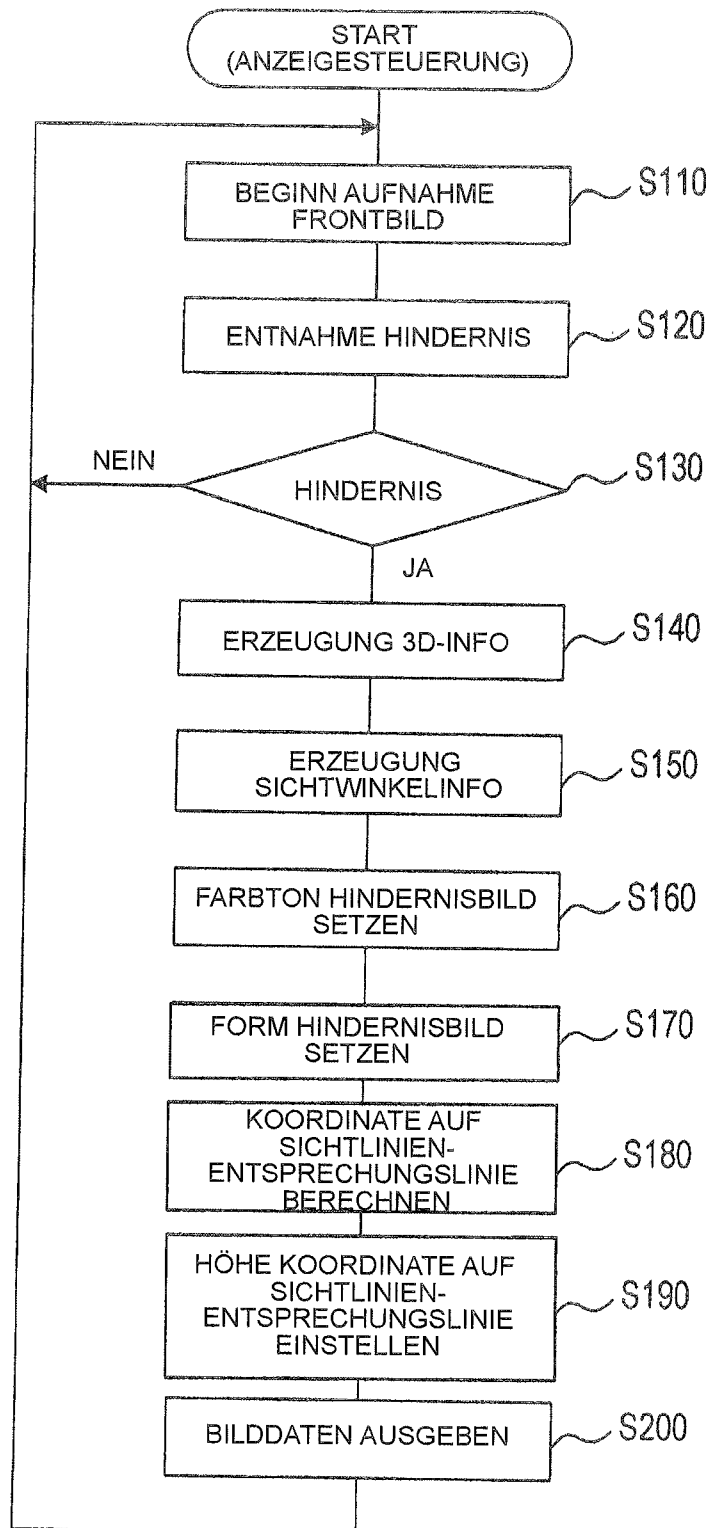 START
(ANZEIGESTEUERUNG)
BEGINN AUFNAHME
FRONTBILD
S110
ENTNAHME HINDERNIS
S120
NEIN
HINDERNIS
S130
JA
ERZEUGUNG 3D-INFO
S140
ERZEUGUNG
SICHTWINKELINFO
S150
FARBTON HINDERNISBILD
SETZEN
S160
FORM HINDERNISBILD
SETZEN
S170
KOORDINATE AUF
SICHTLINIEN-
ENTSPRECHUNGSLINIE
BERECHNEN
S180
HÖHE KOORDINATE AUF
SICHTLINIEN-
ENTSPRECHUNGSLINIE
EINSTELLEN
S190
BILDDATEN AUSGEBEN
S200